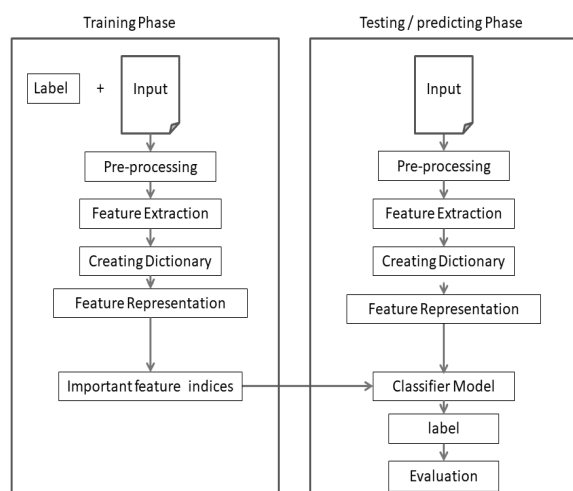 Training Phase
Label + Input
Pre-processing
Feature Extraction
Creating Dictionary
Feature Representation
Important feature indices
Testing / predicting Phase
Input
Pre-processing
Feature Extraction
Creating Dictionary
Feature Representation
Classifier Model
label
Evaluation